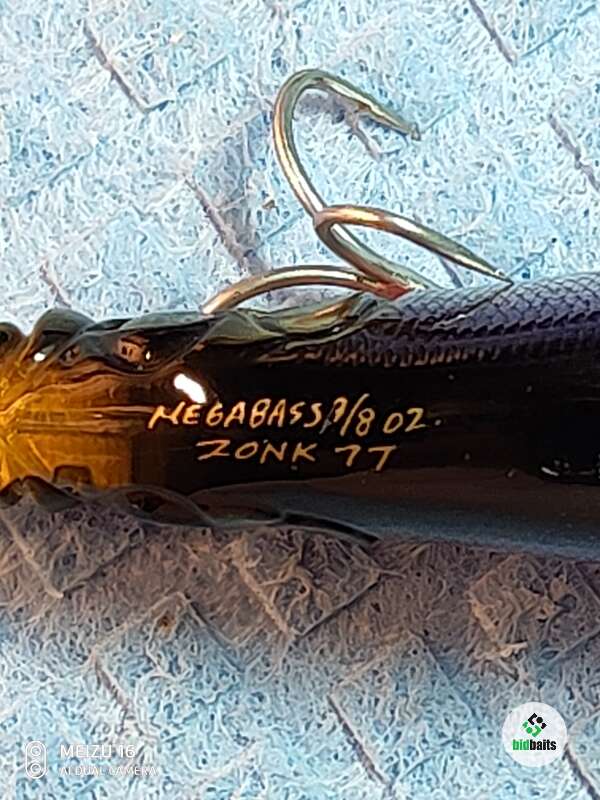 MEGABASS 3/8 OZ.
ZONK 77
MEIZU 16
AI DUAL CAMERA
bidbaits